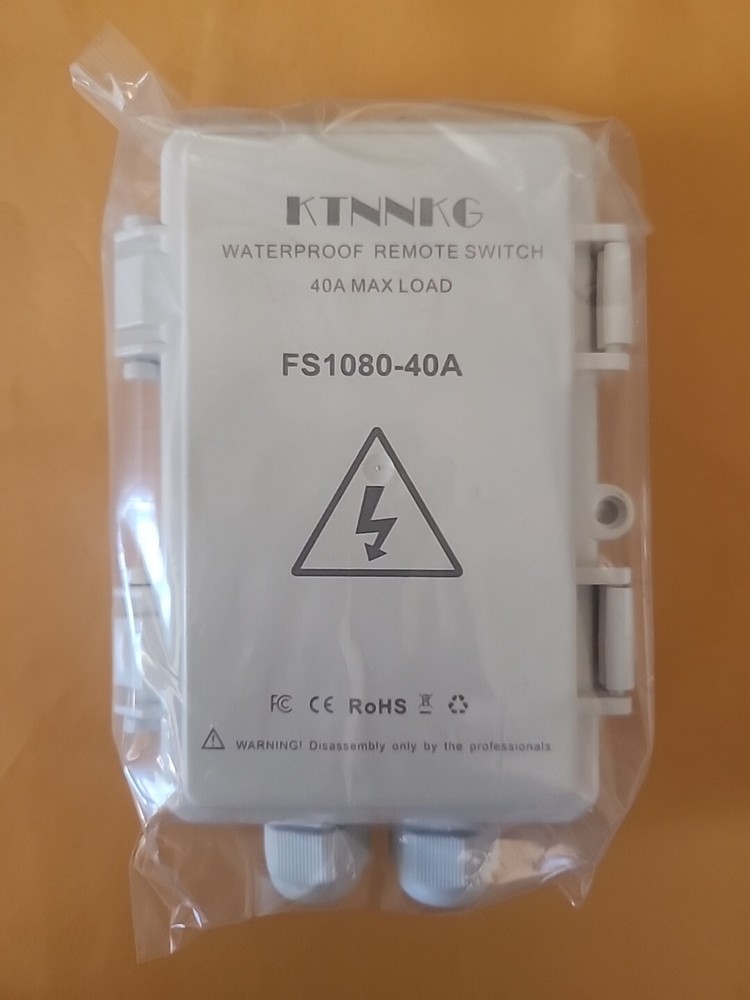 KTNNKG
WATERPROOF REMOTE SWITCH
40A MAX LOAD
FS1080-40A
FC CE RoHS
WARNING! Disassembly only by the professionals